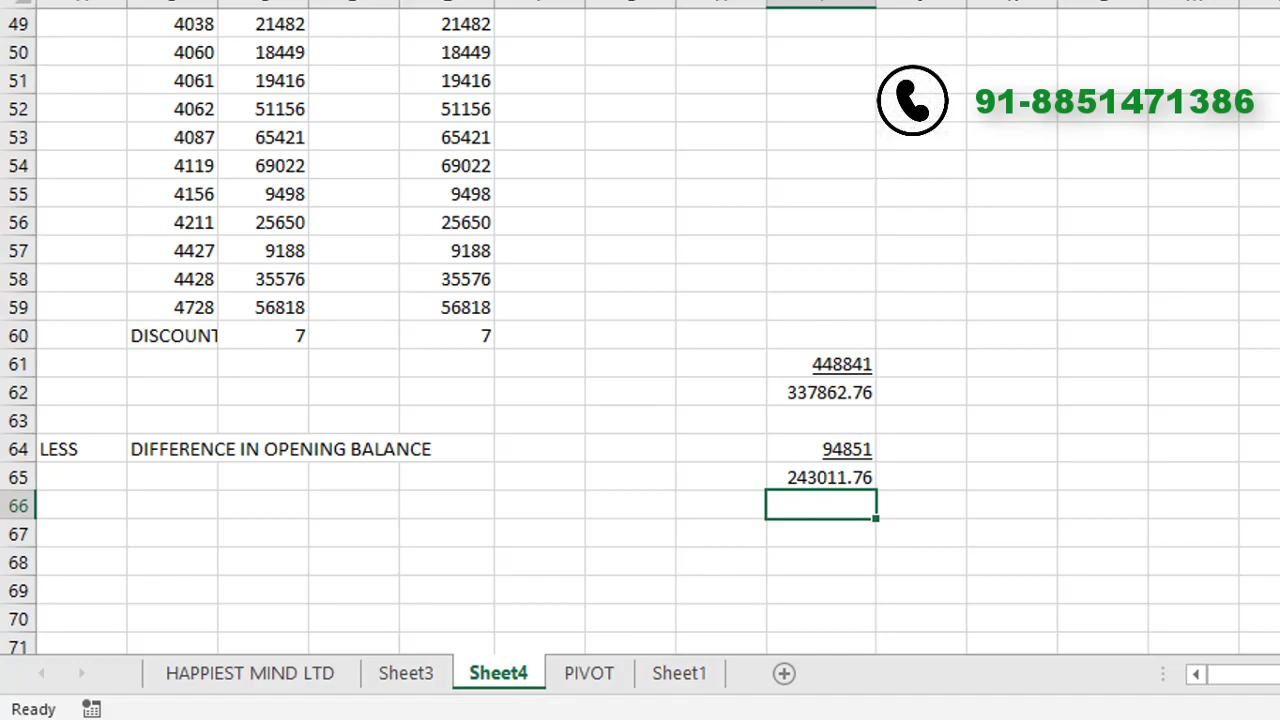 49 4038 21482 21482
50 4060 18449 18449
51 4061 19416 19416
91-8851471386
52 4062 51156 51156
53 4087 65421 65421
54 4119 69022 69022
55 4156 9498 9498
56 4211 25650 25650
57 4427 9188 9188
58 4428 35576 35576
59 4728 56818 56818
60 DISCOUNT 7 7
61 448841
62 337862.76
63
64 LESS DIFFERENCE IN OPENING BALANCE 94851
65 243011.76
66
67
68
69
70
71
HAPPIEST MIND LTD Sheet3 Sheet4 PIVOT Sheet1
Ready